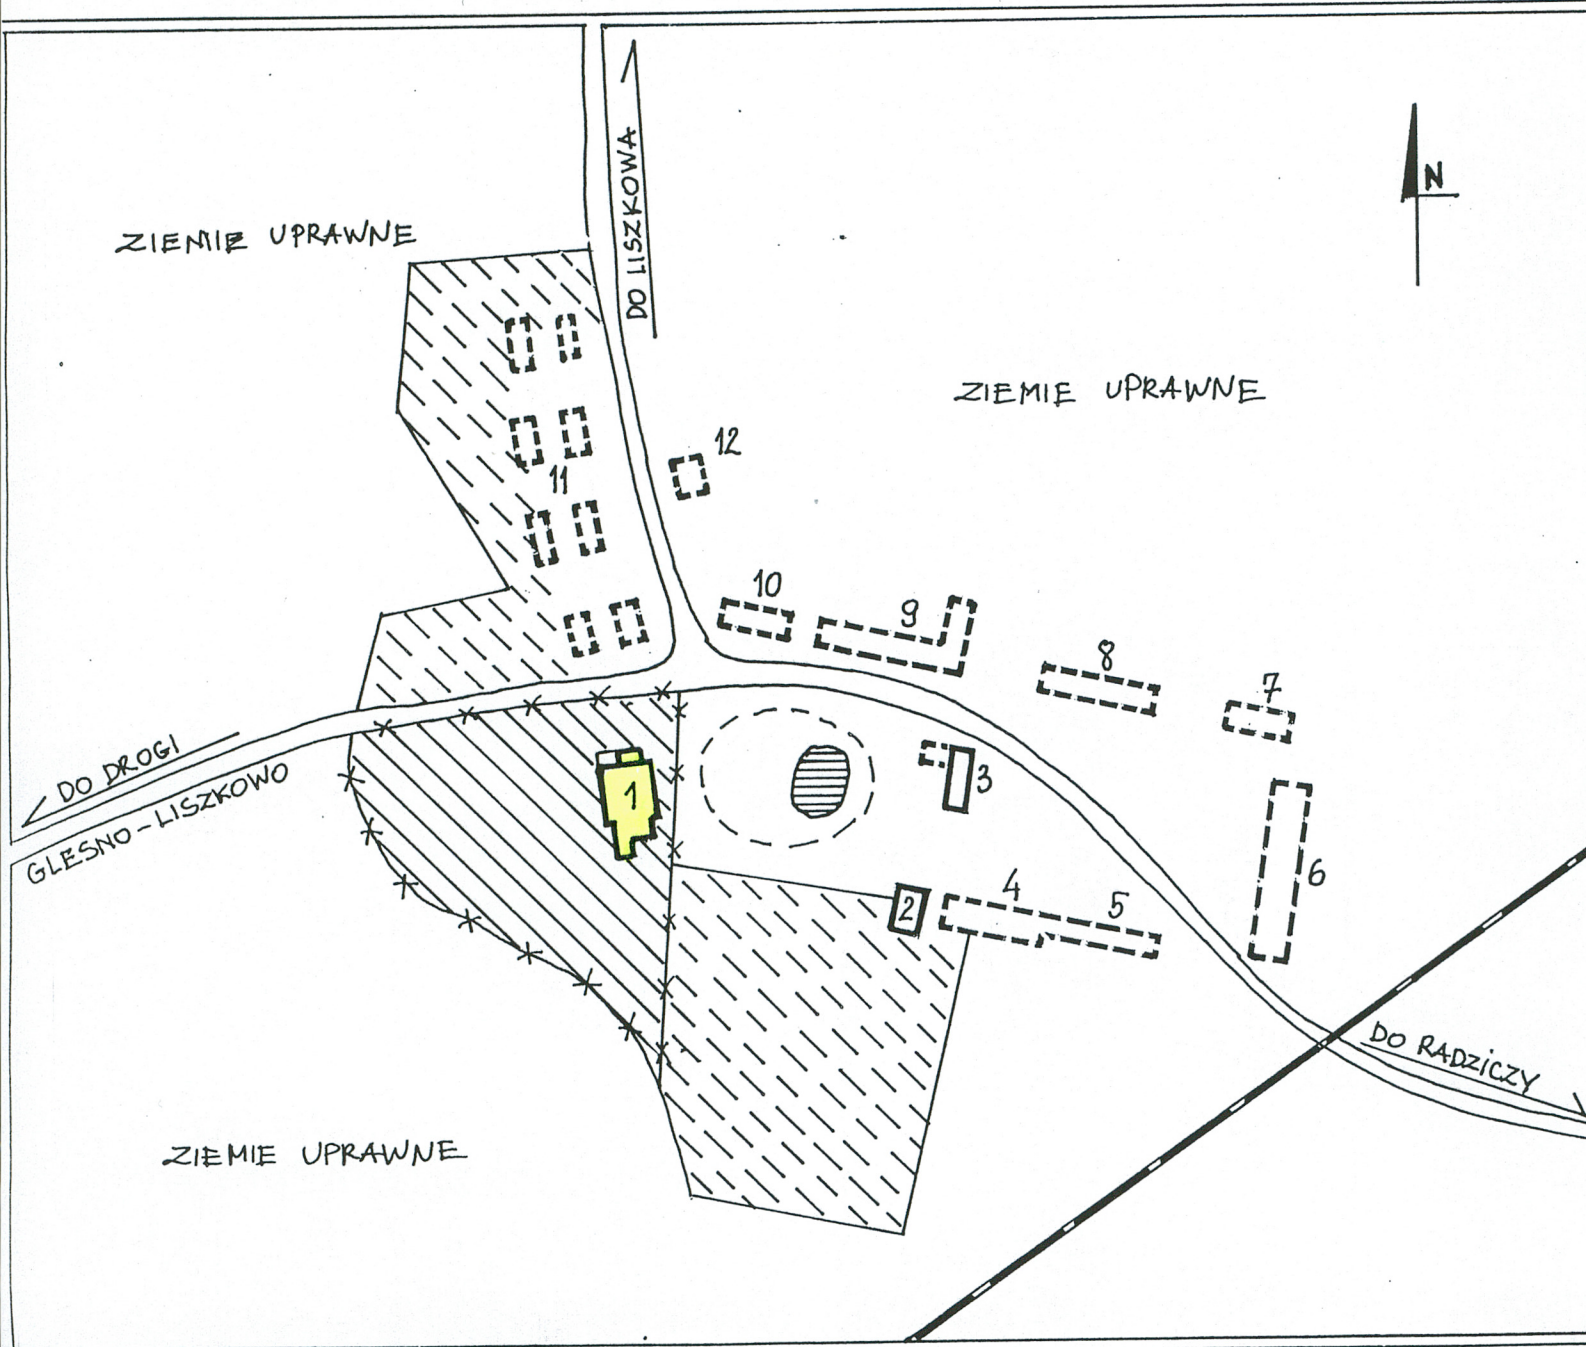 DO LISZKOWA
N
ZIEMIE UPRAWNE
ZIEMIE UPRAWNE
12
11
10
9
8
7
DO DROGI
GLESNO-LISZKOWO
1
3
6
2
4
5
DO RADZICZY
ZIEMIE UPRAWNE